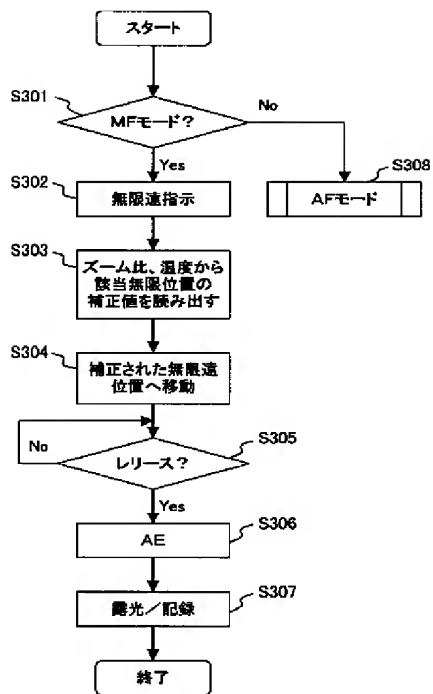 スタート
S301
MFモード?
No
Yes
S308
AFモード
S302
無限遠指示
S303
ズーム比、温度から
該当無限位置の
補正値を読み出す
S304
補正された無限遠
位置へ移動
S305
No
レリース?
Yes
S306
AE
S307
露光/記録
終了